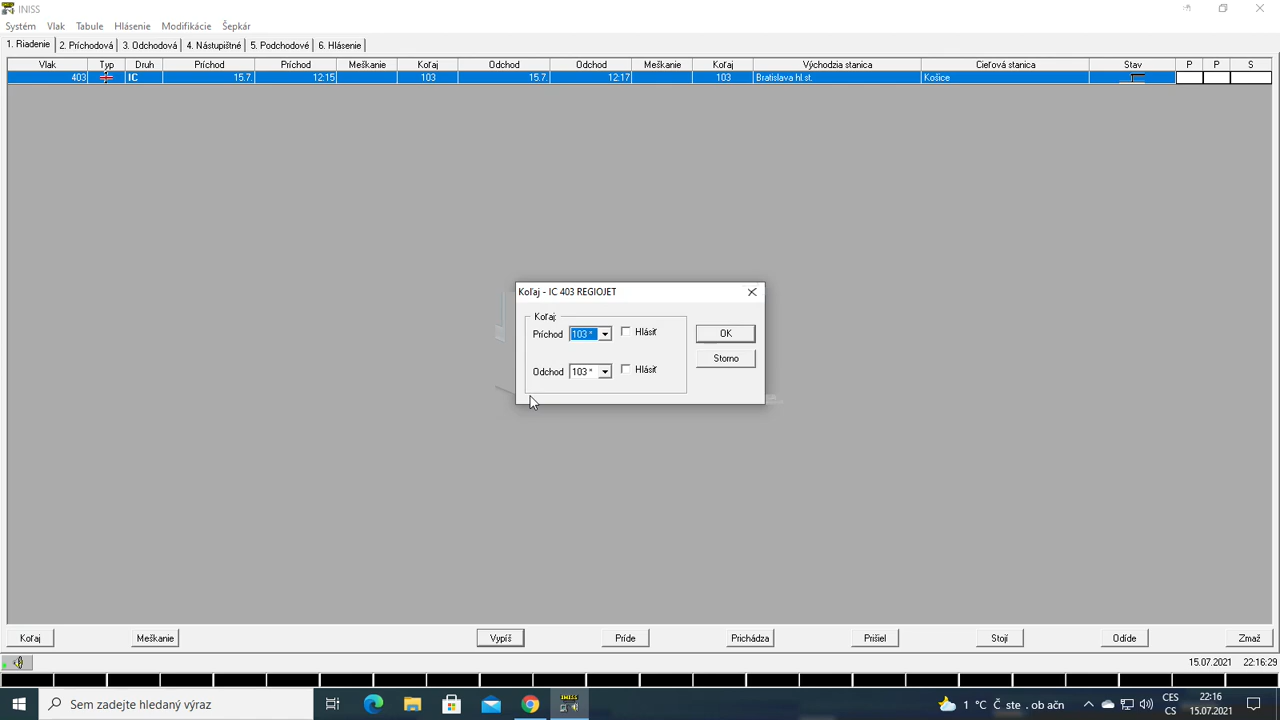 INISS
Systém Vlak Tabule Hlásenie Modifikácie Šepkár
1. Riadenie 2. Príchodová 3. Odchodová 4. Nástupištné 5. Podchodové 6. Hlásenie
Vlak Typ Druh Príchod Príchod Meškanie Koľaj Odchod Odchod Meškanie Koľaj Východzia stanica Cieľová stanica Stav P P S
403 IC 15.7. 12:15 103 15.7. 12:17 103 Bratislava hl.st. Košice
Koľaj - IC 403 REGIOJET
Koľaj:
Príchod 103 * Hlásiť OK
Storno
Odchod 103 * Hlásiť
Koľaj Meškanie Vypíš Príde Prichádza Prišiel Stojí Odíde Zmaž
15.07.2021 22:16:29
Sem zadejte hledaný výraz
1 °C Č ste . ob ačn
CES 22:16
CS 15.07.2021